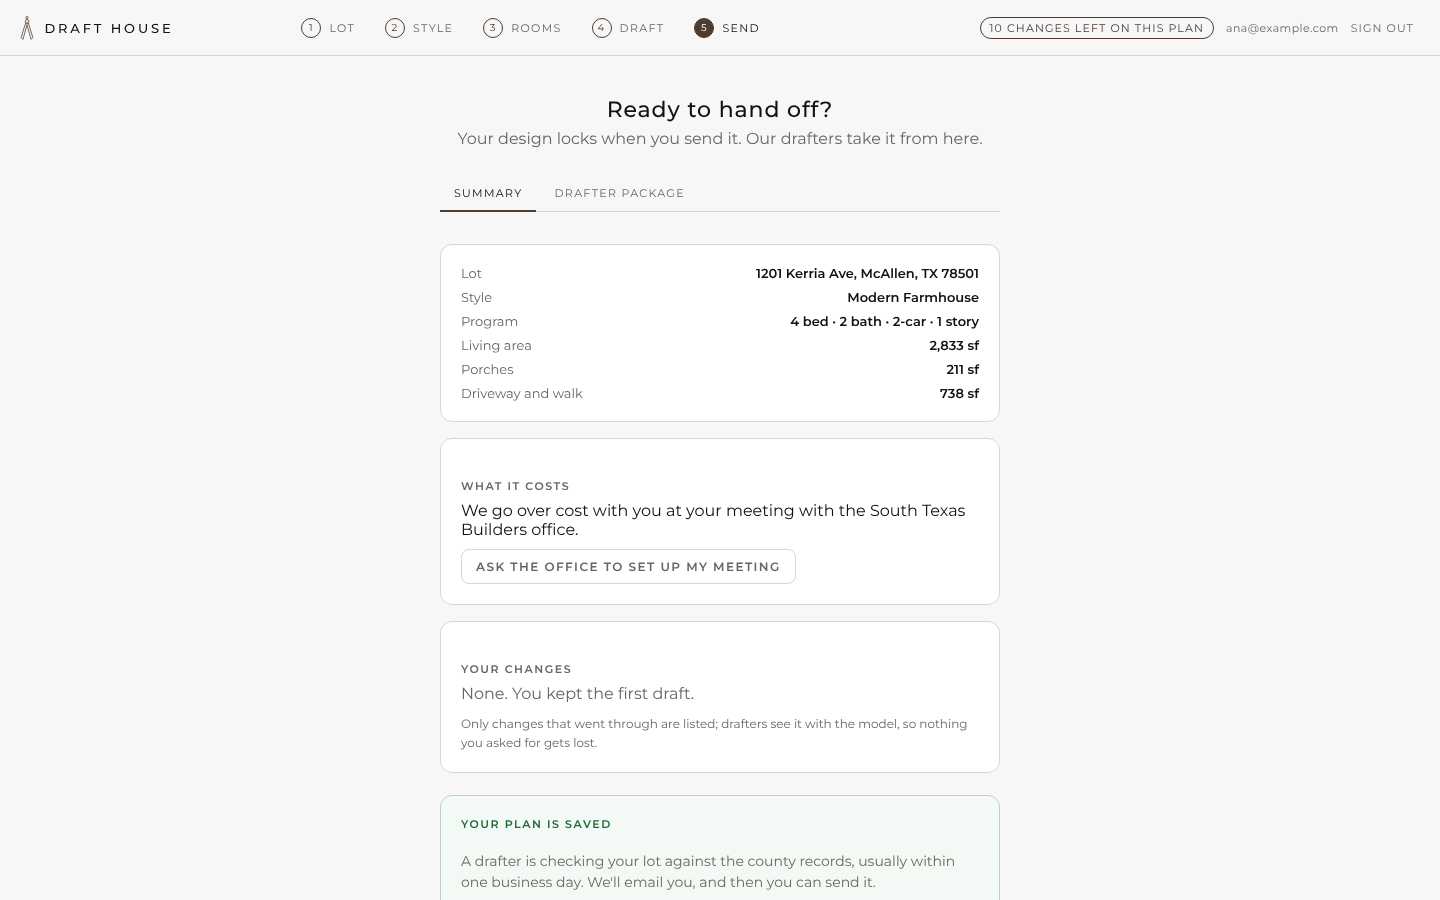 DRAFT HOUSE
1 LOT
2 STYLE
3 ROOMS
4 DRAFT
5 SEND
10 CHANGES LEFT ON THIS PLAN
ana@example.com
SIGN OUT
Ready to hand off?
Your design locks when you send it. Our drafters take it from here.
SUMMARY
DRAFTER PACKAGE
Lot 1201 Kerria Ave, McAllen, TX 78501
Style Modern Farmhouse
Program 4 bed · 2 bath · 2-car · 1 story
Living area 2,833 sf
Porches 211 sf
Driveway and walk 738 sf
WHAT IT COSTS
We go over cost with you at your meeting with the South Texas
Builders office.
ASK THE OFFICE TO SET UP MY MEETING
YOUR CHANGES
None. You kept the first draft.
Only changes that went through are listed; drafters see it with the model, so nothing
you asked for gets lost.
YOUR PLAN IS SAVED
A drafter is checking your lot against the county records, usually within
one business day. We'll email you, and then you can send it.